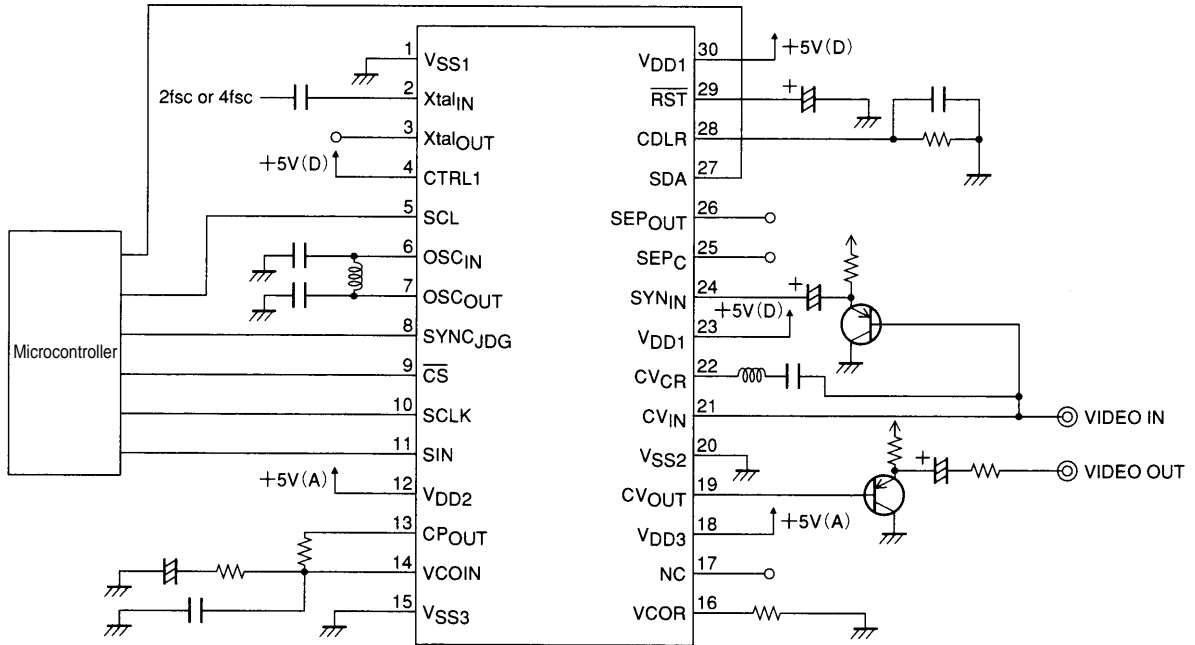 1 VSS1
2fsc or 4fsc 2 XtalIN
3 XtalOUT
+5V(D) 4 CTRL1
5 SCL
6 OSCIN
7 OSCOUT
8 SYNCJDG
9 CS
10 SCLK
11 SIN
+5V(A) 12 VDD2
13 CPOUT
14 VCOIN
15 VSS3
Microcontroller
VDD1 30 +5V(D)
RST 29 +
CDLR 28
SDA 27
SEPOUT 26
SEPC 25
SYNIN 24 +
VDD1 23 +5V(D)
CVCR 22
CVIN 21 VIDEO IN
VSS2 20
+ VIDEO OUT
CVOUT 19
VDD3 18 +5V(A)
NC 17
VCOR 16